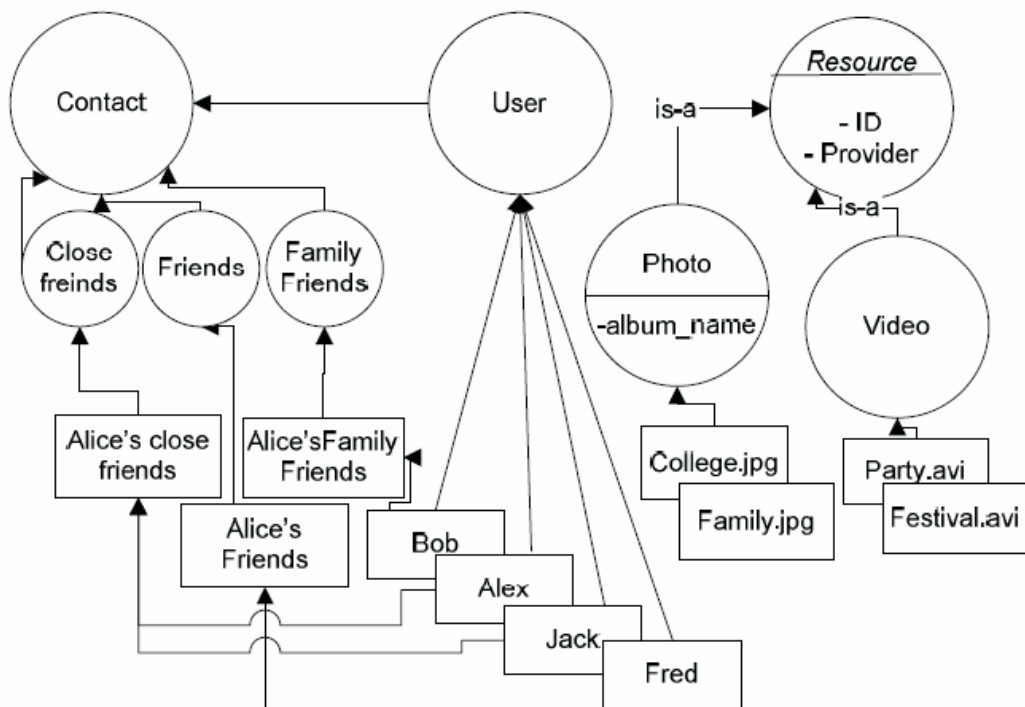 Contact
User
Resource
- ID
- Provider
is-a
is-a
Close
freinds
Friends
Family
Friends
Photo
-album_name
Video
Alice's close
friends
Alice'sFamily
Friends
Alice's
Friends
Bob
Alex
Jack
Fred
College.jpg
Family.jpg
Party.avi
Festival.avi